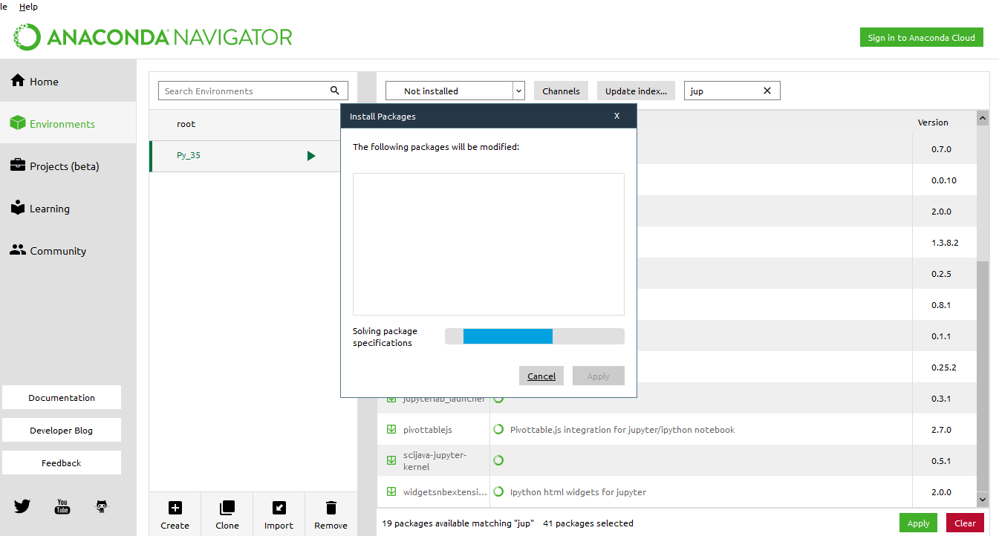 le Help
ANACONDA NAVIGATOR
Sign in to Anaconda Cloud
Home
Environments
Projects (beta)
Learning
Community
Documentation
Developer Blog
Feedback
You
Tube
Search Environments
root
Py_35
Create
Clone
Import
Remove
Not installed
Channels
Update index...
jup
Install Packages
X
The following packages will be modified:
Solving package
specifications
Cancel
Apply
Version
0.7.0
0.0.10
2.0.0
1.3.8.2
0.2.5
0.8.1
0.1.1
0.25.2
jupyterlab_launcher 0.3.1
pivottablejs Pivottable.js integration for jupyter/ipython notebook 2.7.0
scijava-jupyter-
kernel 0.5.1
widgetsnbextensi... Ipython html widgets for jupyter 2.0.0
19 packages available matching "jup" 41 packages selected
Apply
Clear